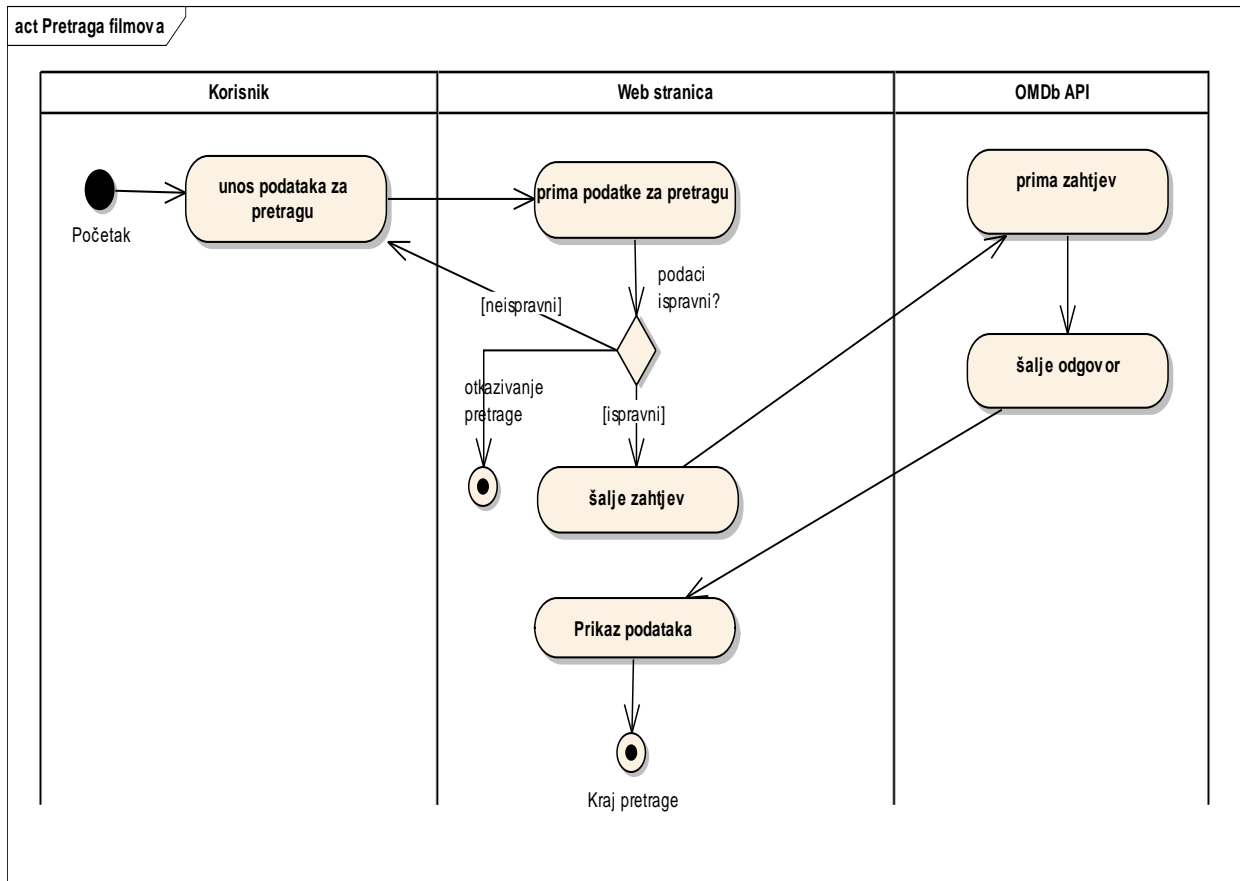 act Pretraga filmova
Korisnik
Web stranica
OMDb API
Početak
unos podataka za
pretragu
prima podatke za pretragu
prima zahtjev
podaci
ispravni?
[neispravni]
šalje odgovor
otkazivanje
pretrage
[ispravni]
šalje zahtjev
Prikaz podataka
Kraj pretrage